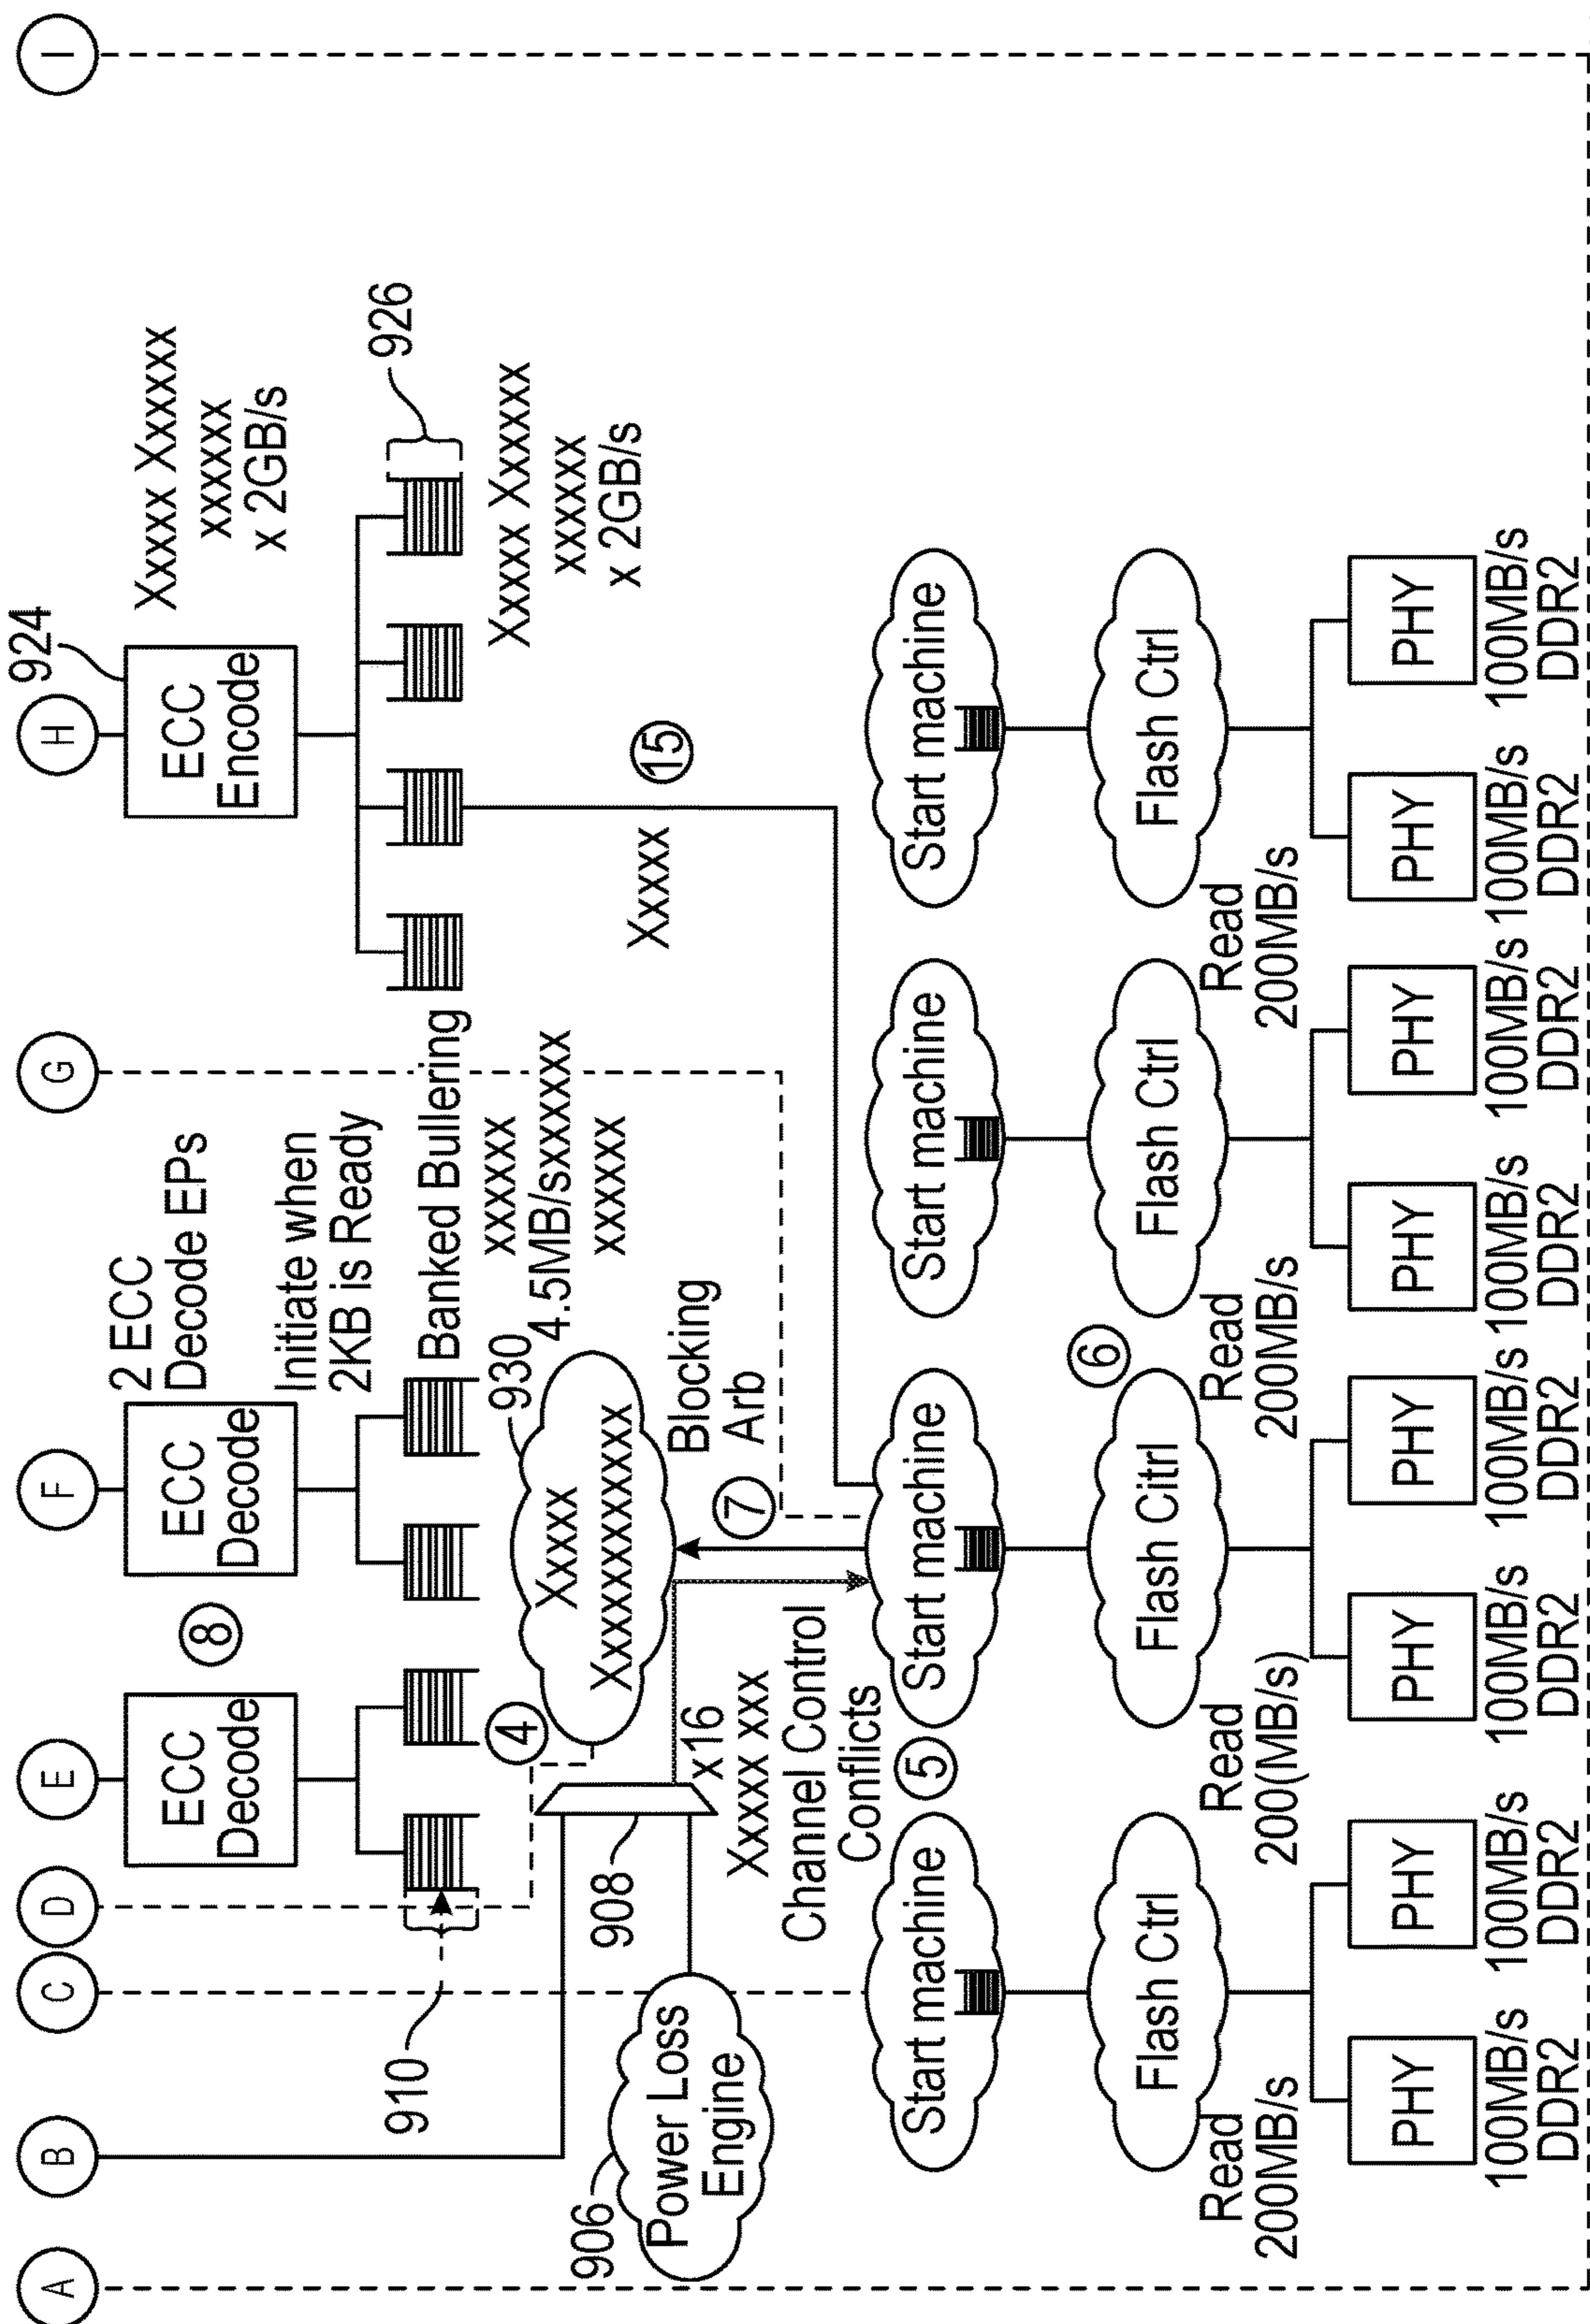 A
B
C
D
E
F
G
H
I
924
ECC
Decode
8
ECC
Decode
2 ECC
Decode EPs
Initiate when
2KB is Ready
Banked Bullering
xxxxx
4.5MB/sxxxxxx
xxxxx
ECC
Encode
Xxxxx Xxxxxx
xxxxxx
x 2GB/s
926
Xxxxx Xxxxxx
xxxxxx
x 2GB/s
910
4
930
Xxxxx
Xxxxxxxxxxxxx
Blocking
Arb
7
Xxxxx
15
906
Power Loss
Engine
908
x16
Xxxxx xxx
Channel Control
Conflicts
5
Start machine
Start machine
Start machine
Start machine
6
Flash Ctrl
Flash Citrl
Flash Ctrl
Flash Ctrl
Read
200MB/s
Read
200(MB/s)
Read
200MB/s
Read
200MB/s
PHY
PHY
PHY
PHY
PHY
PHY
PHY
PHY
100MB/s
DDR2
100MB/s
DDR2
100MB/s
DDR2
100MB/s
DDR2
100MB/s
DDR2
100MB/s
DDR2
100MB/s
DDR2
100MB/s
DDR2